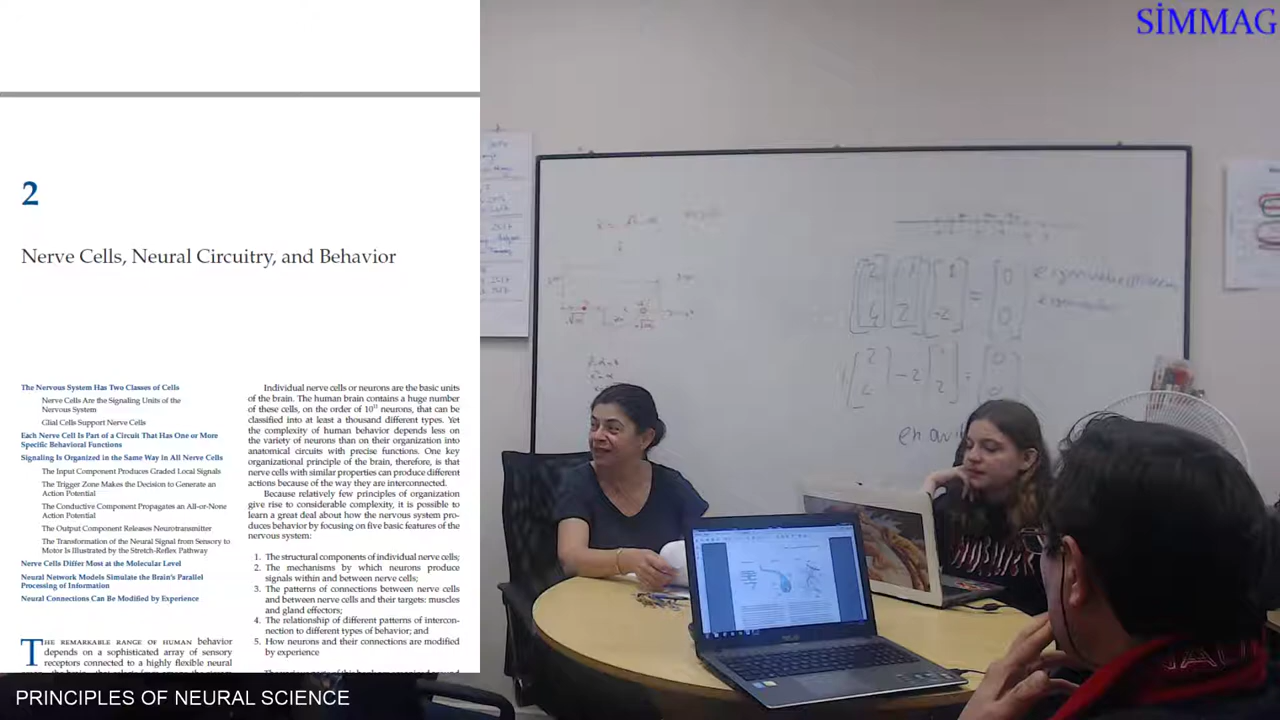 SİMMAG
2
Nerve Cells, Neural Circuitry, and Behavior
The Nervous System Has Two Classes of Cells
Nerve Cells Are the Signaling Units of the
Nervous System
Glial Cells Support Nerve Cells
Each Nerve Cell Is Part of a Circuit That Has One or More
Specific Behavioral Functions
Signaling Is Organized in the Same Way in All Nerve Cells
The Input Component Produces Graded Local Signals
The Trigger Zone Makes the Decision to Generate an
Action Potential
The Conductive Component Propagates an All-or-None
Action Potential
The Output Component Releases Neurotransmitter
The Transformation of the Neural Signal from Sensory to
Motor Is Illustrated by the Stretch-Reflex Pathway
Nerve Cells Differ Most at the Molecular Level
Neural Network Models Simulate the Brain's Parallel
Processing of Information
Neural Connections Can Be Modified by Experience
THE REMARKABLE RANGE OF HUMAN behavior
depends on a sophisticated array of sensory
receptors connected to a highly flexible neural
Individual nerve cells or neurons are the basic units
of the brain. The human brain contains a huge number
of these cells, on the order of 10¹¹ neurons, that can be
classified into at least a thousand different types. Yet
the complexity of human behavior depends less on
the variety of neurons than on their organization into
anatomical circuits with precise functions. One key
organizational principle of the brain, therefore, is that
nerve cells with similar properties can produce different
actions because of the way they are interconnected.
Because relatively few principles of organization
give rise to considerable complexity, it is possible to
learn a great deal about how the nervous system pro-
duces behavior by focusing on five basic features of the
nervous system:
1. The structural components of individual nerve cells;
2. The mechanisms by which neurons produce
signals within and between nerve cells;
3. The patterns of connections between nerve cells
and between nerve cells and their targets: muscles
and gland effectors;
4. The relationship of different patterns of intercon-
nection to different types of behavior; and
5. How neurons and their connections are modified
by experience
PRINCIPLES OF NEURAL SCIENCE